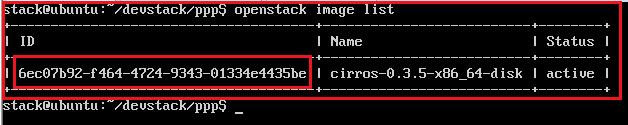 stack@ubuntu:~/devstack/ppp$ openstack image list
+--------------------------------------+--------------------------+--------+
| ID                                   | Name                     | Status |
+--------------------------------------+--------------------------+--------+
| 6ec07b92-f464-4724-9343-01334e4435be | cirros-0.3.5-x86_64-disk | active |
+--------------------------------------+--------------------------+--------+
stack@ubuntu:~/devstack/ppp$ _